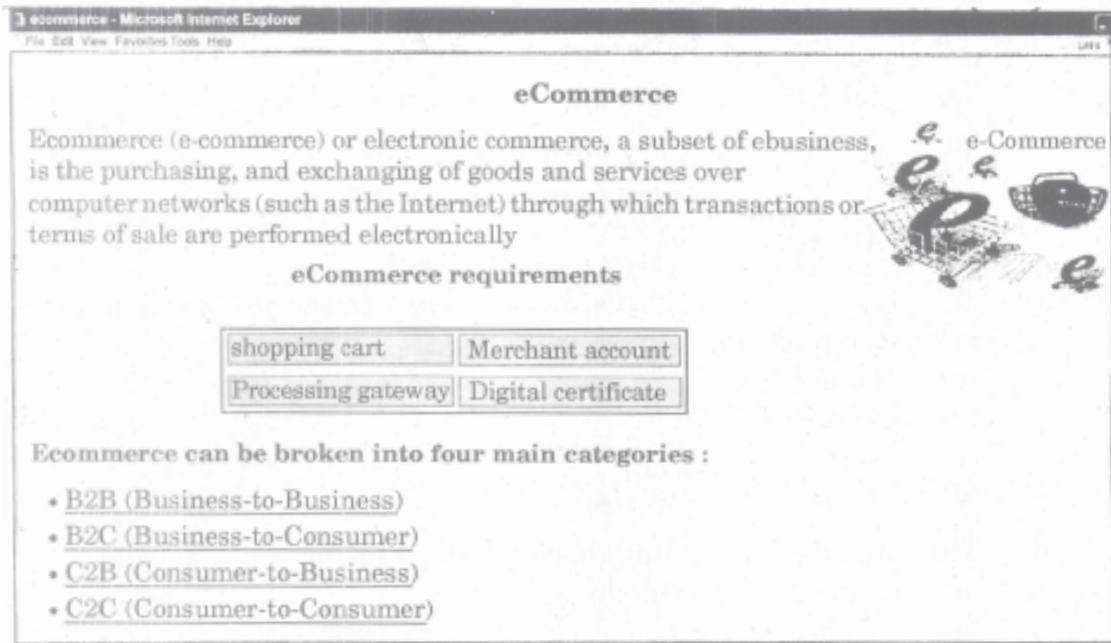 ecommerce - Microsoft Internet Explorer
File Edit View Favorites Tools Help
Links
eCommerce
Ecommerce (e-commerce) or electronic commerce, a subset of ebusiness,
is the purchasing, and exchanging of goods and services over
computer networks (such as the Internet) through which transactions or
terms of sale are performed electronically
e e-Commerce
e e
e
e
eCommerce requirements
shopping cart Merchant account
Processing gateway Digital certificate
Ecommerce can be broken into four main categories :
• B2B (Business-to-Business)
• B2C (Business-to-Consumer)
• C2B (Consumer-to-Business)
• C2C (Consumer-to-Consumer)